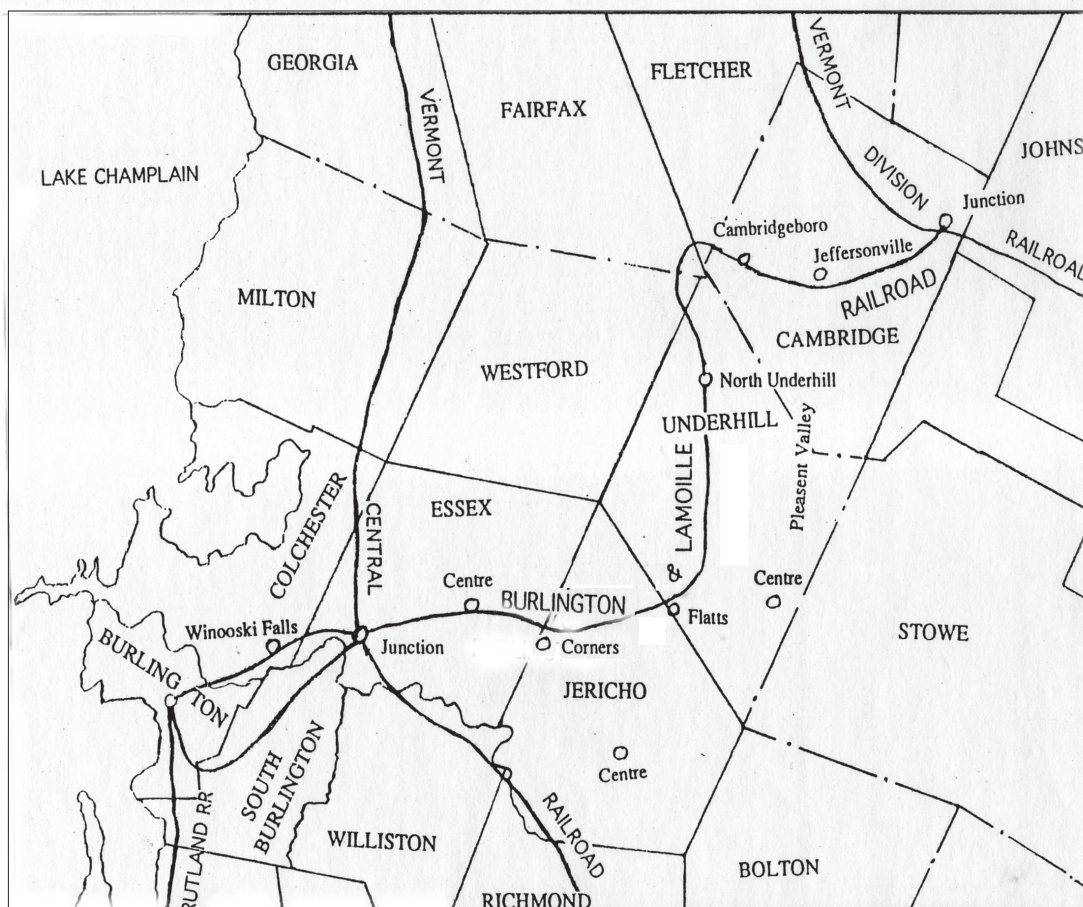 GEORGIA
FLETCHER
VERMONT
VERMONT
FAIRFAX
JOHNS
LAKE CHAMPLAIN
DIVISION
Junction
Cambridgeboro
Jeffersonville
RAILROAD
RAILROAD
MILTON
CAMBRIDGE
WESTFORD
North Underhill
UNDERHILL
Pleasant Valley
COLCHESTER
CENTRAL
ESSEX
& LAMOILLE
Centre
BURLINGTON
Centre
Flatts
Winooski Falls
BURLINGTON
Junction
Corners
STOWE
JERICHO
Centre
SOUTH
BURLINGTON
RUTLAND RR
WILLISTON
RAILROAD
BOLTON
RICHMOND